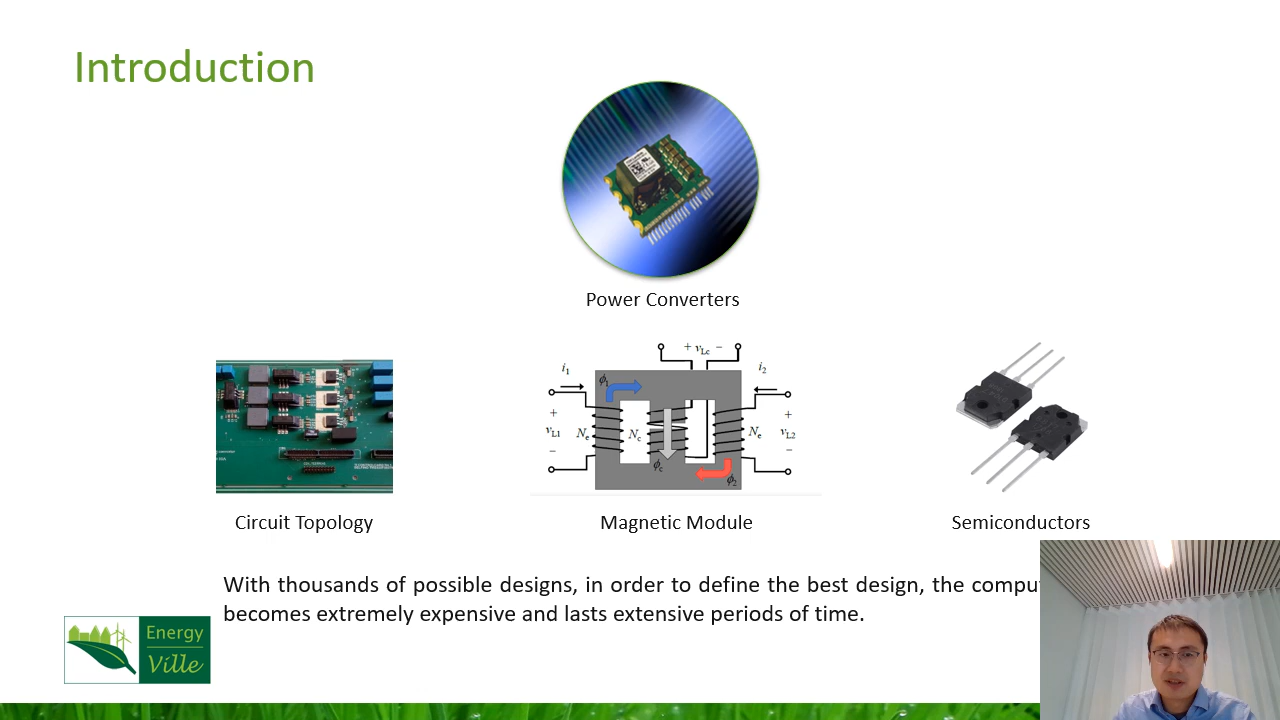 Introduction
Power Converters
+ vLc −
i1
i2
ϕ1
+
vL1
−
Ne
Nc
Ne
+
vL2
−
ϕc
ϕ2
Circuit Topology
Magnetic Module
Semiconductors
With thousands of possible designs, in order to define the best design, the
becomes extremely expensive and lasts extensive periods of time.
Energy
Ville